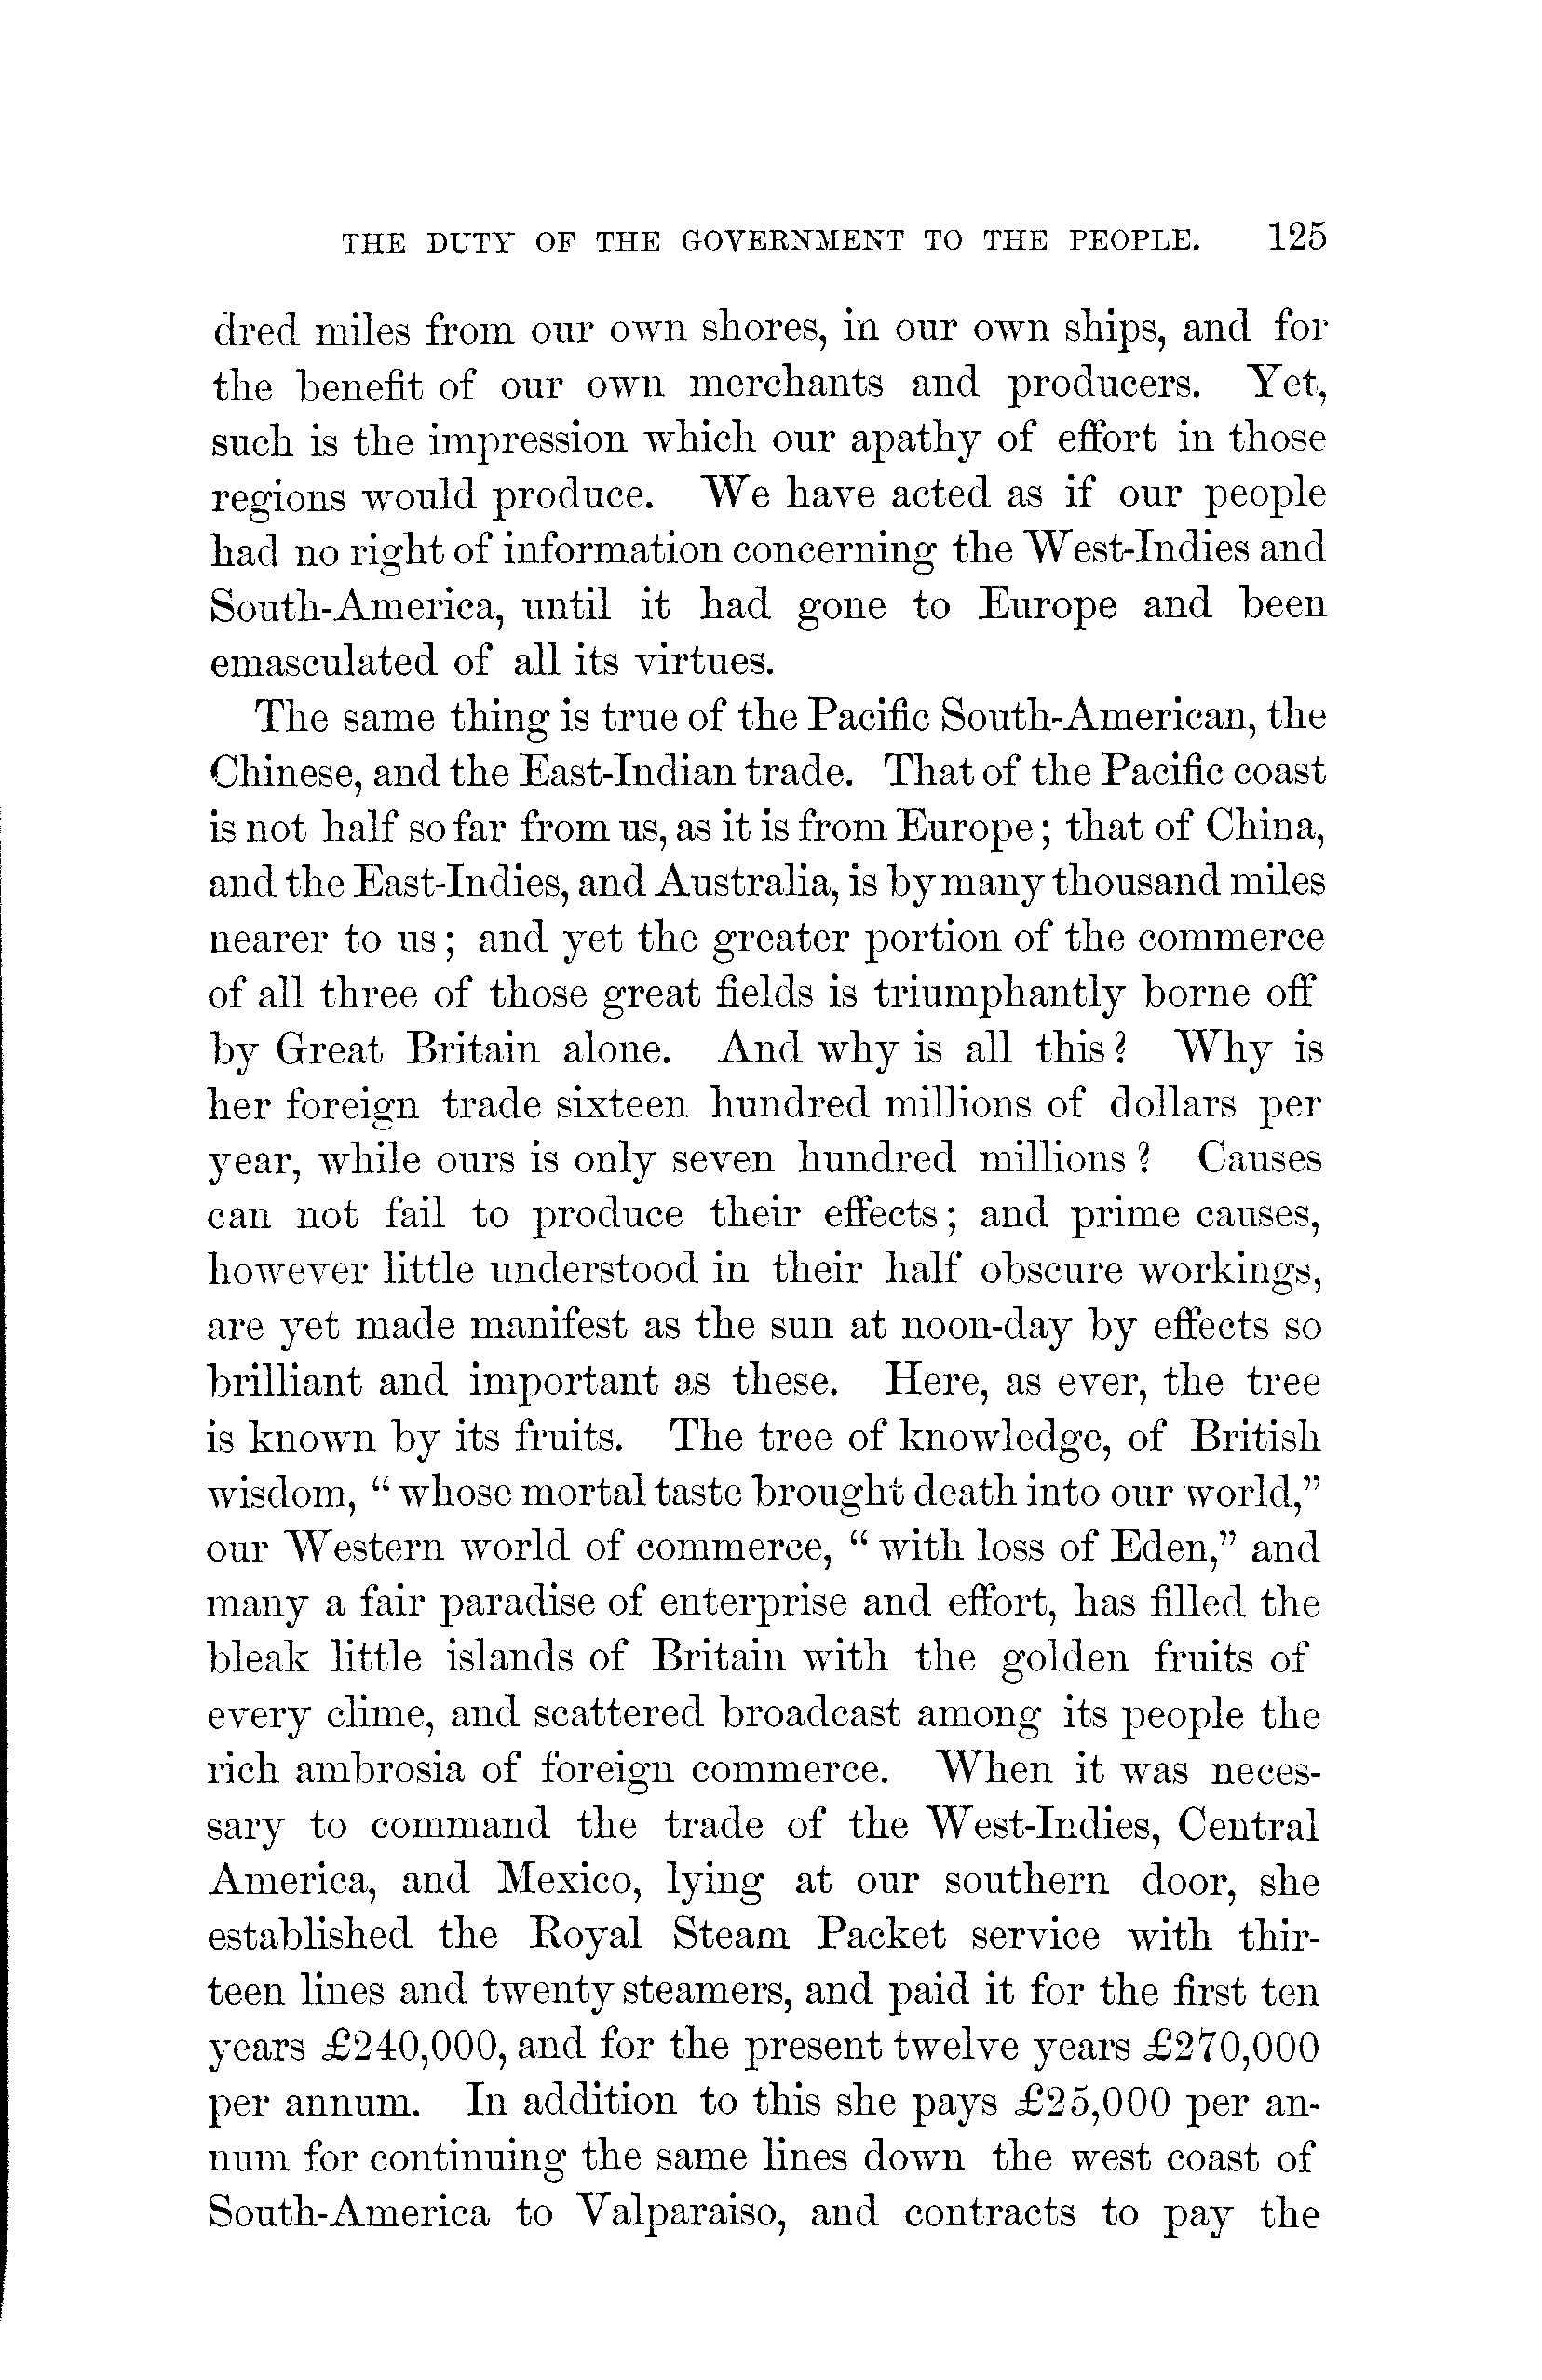 THE DUTY OF THE GOVERNMENT TO THE PEOPLE. 125
dred miles from our own shores, in our own ships, and for
the benefit of our own merchants and producers. Yet,
such is the impression which our apathy of effort in those
regions would produce. We have acted as if our people
had no right of information concerning the West-Indies and
South-America, until it had gone to Europe and been
emasculated of all its virtues.
The same thing is true of the Pacific South-American, the
Chinese, and the East-Indian trade. That of the Pacific coast
is not half so far from us, as it is from Europe; that of China,
and the East-Indies, and Australia, is by many thousand miles
nearer to us; and yet the greater portion of the commerce
of all three of those great fields is triumphantly borne off
by Great Britain alone. And why is all this? Why is
her foreign trade sixteen hundred millions of dollars per
year, while ours is only seven hundred millions? Causes
can not fail to produce their effects; and prime causes,
however little understood in their half obscure workings,
are yet made manifest as the sun at noon-day by effects so
brilliant and important as these. Here, as ever, the tree
is known by its fruits. The tree of knowledge, of British
wisdom, "whose mortal taste brought death into our world,"
our Western world of commerce, "with loss of Eden," and
many a fair paradise of enterprise and effort, has filled the
bleak little islands of Britain with the golden fruits of
every clime, and scattered broadcast among its people the
rich ambrosia of foreign commerce. When it was neces-
sary to command the trade of the West-Indies, Central
America, and Mexico, lying at our southern door, she
established the Royal Steam Packet service with thir-
teen lines and twenty steamers, and paid it for the first ten
years £240,000, and for the present twelve years £270,000
per annum. In addition to this she pays £25,000 per an-
num for continuing the same lines down the west coast of
South-America to Valparaiso, and contracts to pay the